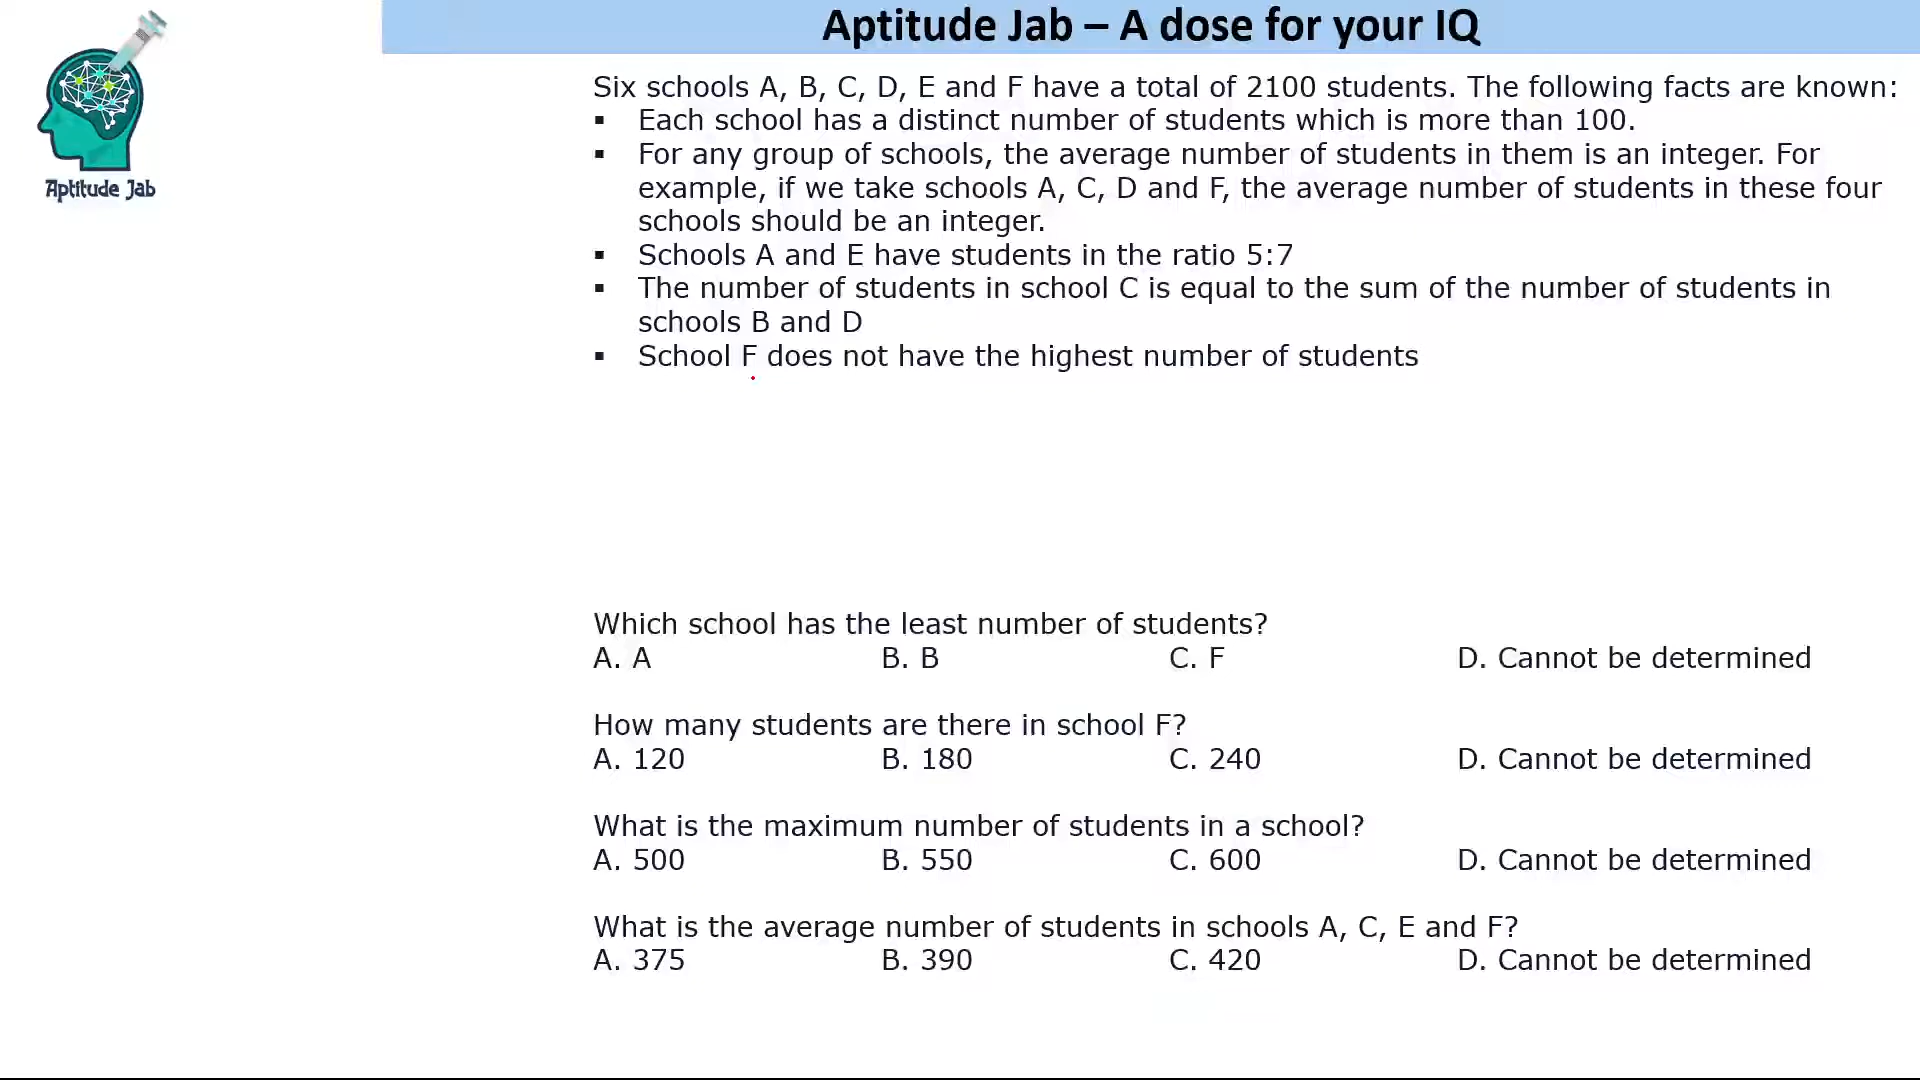 Aptitude Jab – A dose for your IQ
Aptitude Jab
Six schools A, B, C, D, E and F have a total of 2100 students. The following facts are known:
▪ Each school has a distinct number of students which is more than 100.
▪ For any group of schools, the average number of students in them is an integer. For
example, if we take schools A, C, D and F, the average number of students in these four
schools should be an integer.
▪ Schools A and E have students in the ratio 5:7
▪ The number of students in school C is equal to the sum of the number of students in
schools B and D
▪ School F does not have the highest number of students
Which school has the least number of students?
A. A B. B C. F D. Cannot be determined
How many students are there in school F?
A. 120 B. 180 C. 240 D. Cannot be determined
What is the maximum number of students in a school?
A. 500 B. 550 C. 600 D. Cannot be determined
What is the average number of students in schools A, C, E and F?
A. 375 B. 390 C. 420 D. Cannot be determined